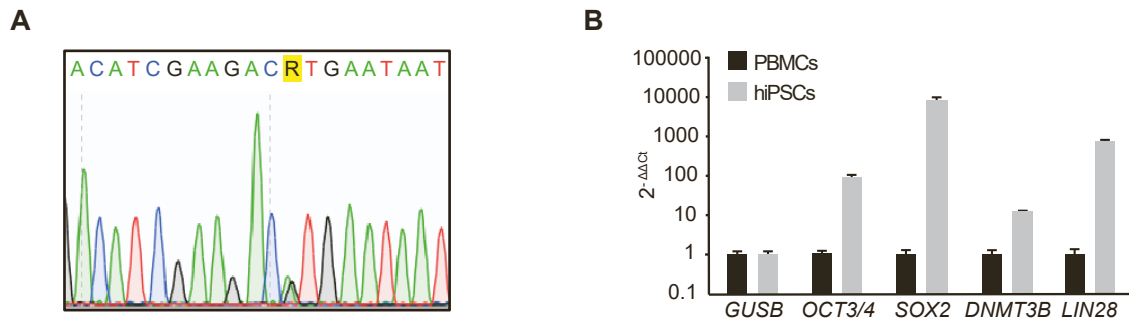 A
ACATCGAAGACRTGAATAAT
B
100000
10000
1000
100
10
1
0.1
2^-ΔΔCt
PBMCs
hiPSCs
GUSB OCT3/4 SOX2 DNMT3B LIN28